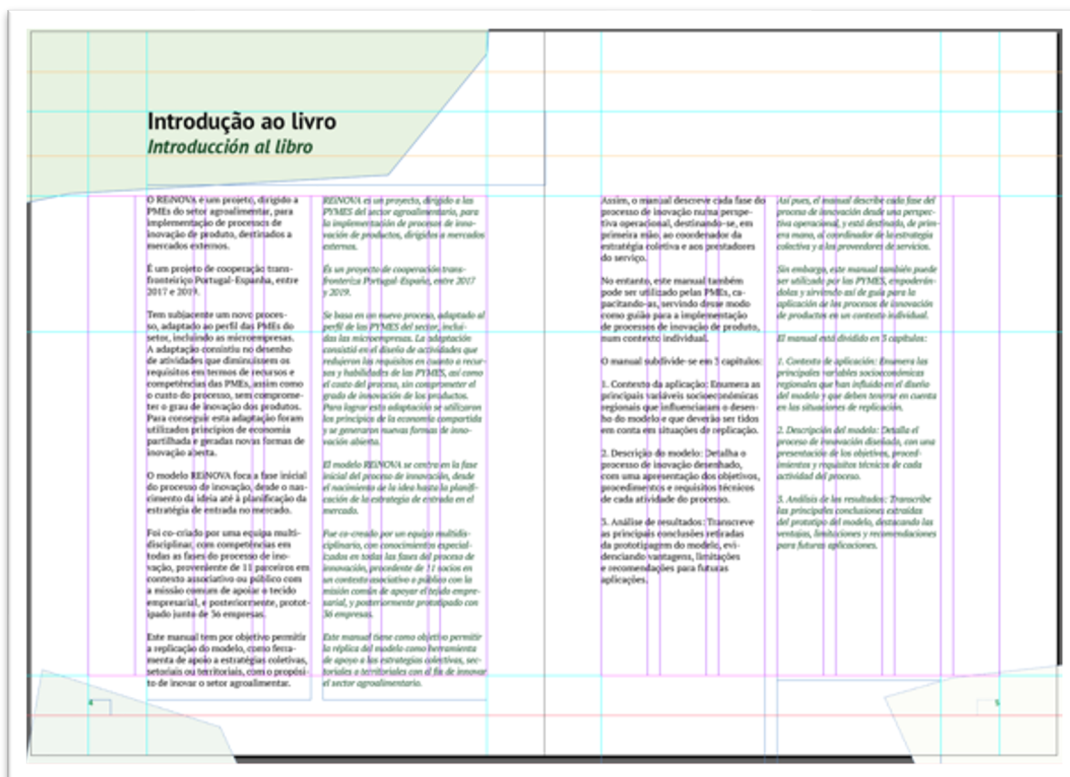 Introdução ao livro
Introducción al libro
O REiNOVA é um projeto, dirigido a
PMEs do setor agroalimentar, para
implementação de processos de
inovação de produto, destinados a
mercados externos.
É um projeto de cooperação trans-
fronteiriço Portugal-Espanha, entre
2017 e 2019.
Tem subjacente um novo proces-
so, adaptado ao perfil das PMEs do
setor, incluindo as microempresas.
A adaptação consistiu no desenho
de atividades que diminuíssem os
requisitos em termos de recursos e
competências das PMEs, assim como
o custo do processo, sem comprome-
ter o grau de inovação dos produtos.
Para conseguir esta adaptação foram
utilizados princípios de economia
partilhada e geradas novas formas de
inovação aberta.
O modelo REiNOVA foca a fase inicial
do processo de inovação, desde o nas-
cimento da ideia até à planificação da
estratégia de entrada no mercado.
Foi co-criado por uma equipa multi-
disciplinar, com competências em
todas as fases do processo de ino-
vação, proveniente de 11 parceiros em
contexto associativo ou público com
a missão comum de apoiar o tecido
empresarial, e posteriormente, protot-
ipado junto de 36 empresas.
Este manual tem por objetivo permitir
a replicação do modelo, como ferra-
menta de apoio a estratégias coletivas,
setoriais ou territoriais, com o propósi-
to de inovar o setor agroalimentar.
REiNOVA es un proyecto, dirigido a las
PYMES del sector agroalimentario, para
la implementación de procesos de inno-
vación de productos, dirigidos a mercados
externos.
Es un proyecto de cooperación trans-
fronteriza Portugal-España, entre 2017
y 2019.
Se basa en un nuevo proceso, adaptado al
perfil de las PYMES del sector, inclui-
das las microempresas. La adaptación
consistió en el diseño de actividades que
redujeron los requisitos en cuanto a recur-
sos y habilidades de las PYMES, así como
el costo del proceso, sin comprometer el
grado de innovación de los productos.
Para lograr esta adaptación se utilizaron
los principios de la economía compartida
y se generaron nuevas formas de inno-
vación abierta.
El modelo REiNOVA se centra en la fase
inicial del proceso de innovación, desde
el nacimiento de la idea hasta la planifi-
cación de la estrategia de entrada en el
mercado.
Fue co-creado por un equipo multidis-
ciplinario, con conocimientos especial-
izados en todas las fases del proceso de
innovación, procedente de 11 socios en
un contexto asociativo o público con la
misión común de apoyar el tejido empre-
sarial, y posteriormente prototipado con
36 empresas.
Este manual tiene como objetivo permitir
la réplica del modelo como herramienta
de apoyo a las estrategias colectivas, sec-
toriales o territoriales con el fin de innovar
el sector agroalimentario.
4
Assim, o manual descreve cada fase do
processo de inovação numa perspe-
tiva operacional, destinando-se, em
primeira mão, ao coordenador da
estratégia coletiva e aos prestadores
do serviço.
No entanto, este manual também
pode ser utilizado pelas PMEs, ca-
pacitando-as, servindo desse modo
como guião para a implementação
de processos de inovação de produto,
num contexto individual.
O manual subdivide-se em 3 capítulos:
1. Contexto da aplicação: Enumera as
principais variáveis socioeconómicas
regionais que influenciaram o desen-
ho do modelo e que deverão ser tidos
em conta em situações de replicação.
2. Descrição do modelo: Detalha o
processo de inovação desenhado,
com uma apresentação dos objetivos,
procedimentos e requisitos técnicos
de cada atividade do processo.
3. Análise de resultados: Transcreve
as principais conclusões retiradas
da prototipagem do modelo, evi-
denciando vantagens, limitações
e recomendações para futuras
aplicações.
Así pues, el manual describe cada fase del
proceso de innovación desde una perspec-
tiva operacional, y está destinado, de prim-
era mano, al coordinador de la estrategia
colectiva y a los proveedores de servicios.
Sin embargo, este manual también puede
ser utilizado por las PYMES, empoderán-
dolas y sirviendo así de guía para la
aplicación de los procesos de innovación
de productos en un contexto individual.
El manual está dividido en 3 capítulos:
1. Contexto de aplicación: Enumera las
principales variables socioeconómicas
regionales que han influido en el diseño
del modelo y que deben tenerse en cuenta
en las situaciones de replicación.
2. Descripción del modelo: Detalla el
proceso de innovación diseñado, con una
presentación de los objetivos, proced-
imientos y requisitos técnicos de cada
actividad del proceso.
3. Análisis de los resultados: Transcribe
las principales conclusiones extraídas
del prototipo del modelo, destacando las
ventajas, limitaciones y recomendaciones
para futuras aplicaciones.
5